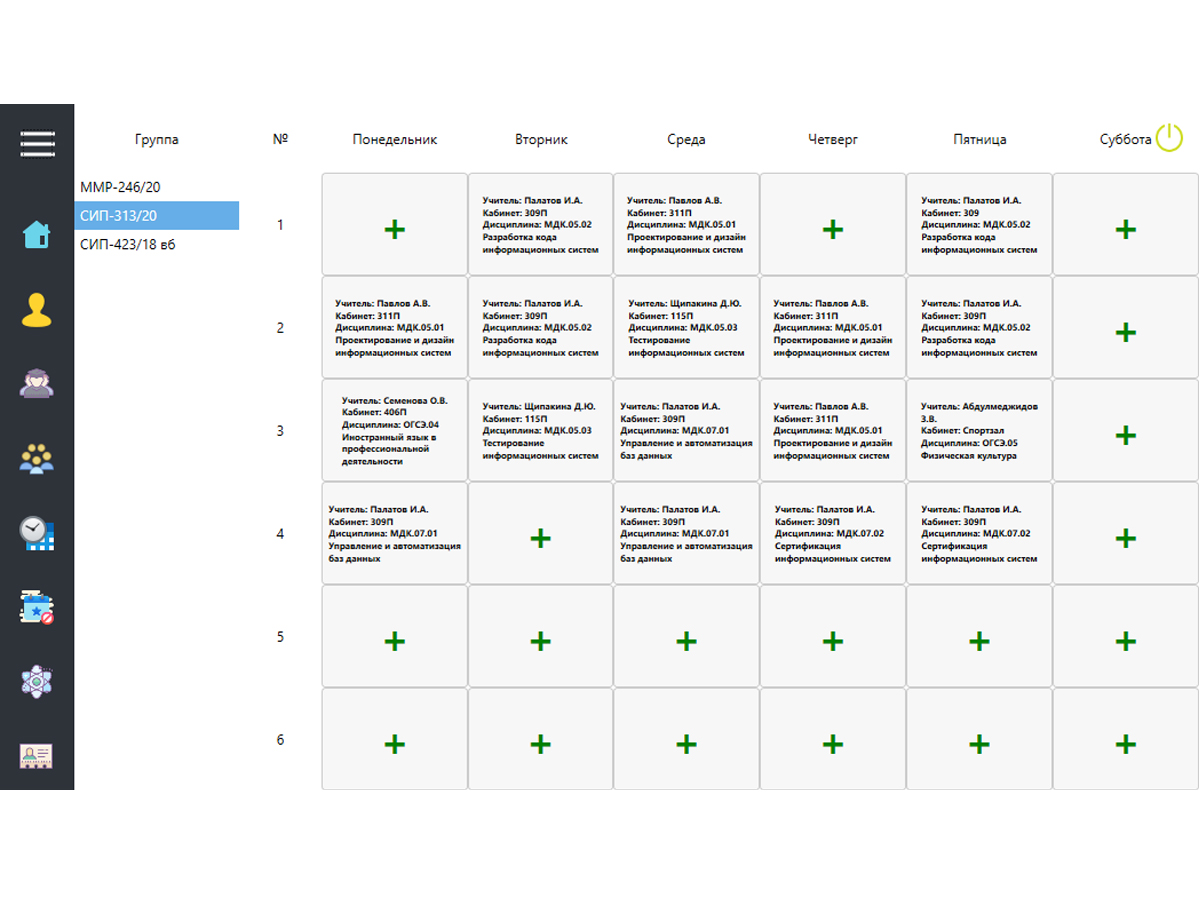 Группа
№
Понедельник
Вторник
Среда
Четверг
Пятница
Суббота
ММР-246/20
СИП-313/20
СИП-423/18 вб
1
+
Учитель: Палатов И.А.
Кабинет: 309П
Дисциплина: МДК.05.02
Разработка кода
информационных систем
Учитель: Павлов А.В.
Кабинет: 311П
Дисциплина: МДК.05.01
Проектирование и дизайн
информационных систем
+
Учитель: Палатов И.А.
Кабинет: 309
Дисциплина: МДК.05.02
Разработка кода
информационных систем
+
2
Учитель: Павлов А.В.
Кабинет: 311П
Дисциплина: МДК.05.01
Проектирование и дизайн
информационных систем
Учитель: Палатов И.А.
Кабинет: 309П
Дисциплина: МДК.05.02
Разработка кода
информационных систем
Учитель: Щипакина Д.Ю.
Кабинет: 115П
Дисциплина: МДК.05.03
Тестирование
информационных систем
Учитель: Павлов А.В.
Кабинет: 311П
Дисциплина: МДК.05.01
Проектирование и дизайн
информационных систем
Учитель: Палатов И.А.
Кабинет: 309П
Дисциплина: МДК.05.02
Разработка кода
информационных систем
+
3
Учитель: Семенова О.В.
Кабинет: 406П
Дисциплина: ОГСЭ.04
Иностранный язык в
профессиональной
деятельности
Учитель: Щипакина Д.Ю.
Кабинет: 115П
Дисциплина: МДК.05.03
Тестирование
информационных систем
Учитель: Палатов И.А.
Кабинет: 309П
Дисциплина: МДК.07.01
Управление и автоматизация
баз данных
Учитель: Павлов А.В.
Кабинет: 311П
Дисциплина: МДК.05.01
Проектирование и дизайн
информационных систем
Учитель: Абдулмеджидов
З.В.
Кабинет: Спортзал
Дисциплина: ОГСЭ.05
Физическая культура
+
4
Учитель: Палатов И.А.
Кабинет: 309П
Дисциплина: МДК.07.01
Управление и автоматизация
баз данных
+
Учитель: Палатов И.А.
Кабинет: 309П
Дисциплина: МДК.07.01
Управление и автоматизация
баз данных
Учитель: Палатов И.А.
Кабинет: 309П
Дисциплина: МДК.07.02
Сертификация
информационных систем
Учитель: Палатов И.А.
Кабинет: 309П
Дисциплина: МДК.07.02
Сертификация
информационных систем
+
5
+
+
+
+
+
+
6
+
+
+
+
+
+